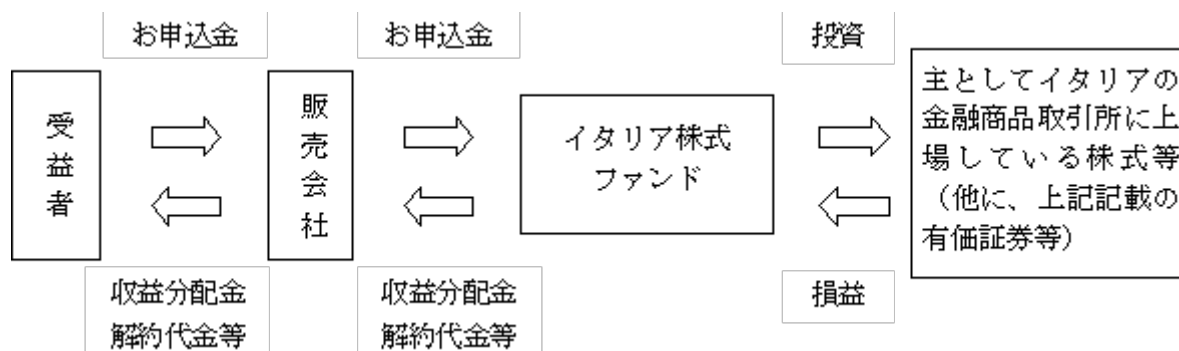 お申込金
お申込金
投資
受益者
販売会社
イタリア株式
ファンド
主としてイタリアの
金融商品取引所に上
場している株式等
（他に、上記記載の
有価証券等）
収益分配金
解約代金等
収益分配金
解約代金等
損益